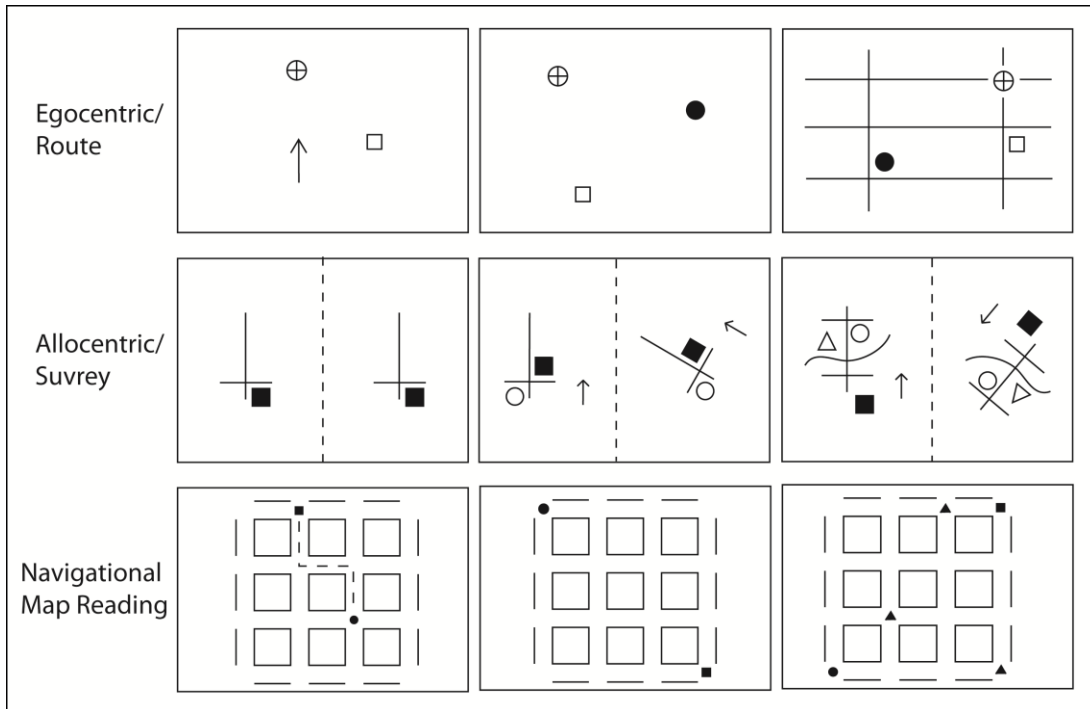 Egocentric/
Route
Allocentric/
Suvrey
Navigational
Map Reading